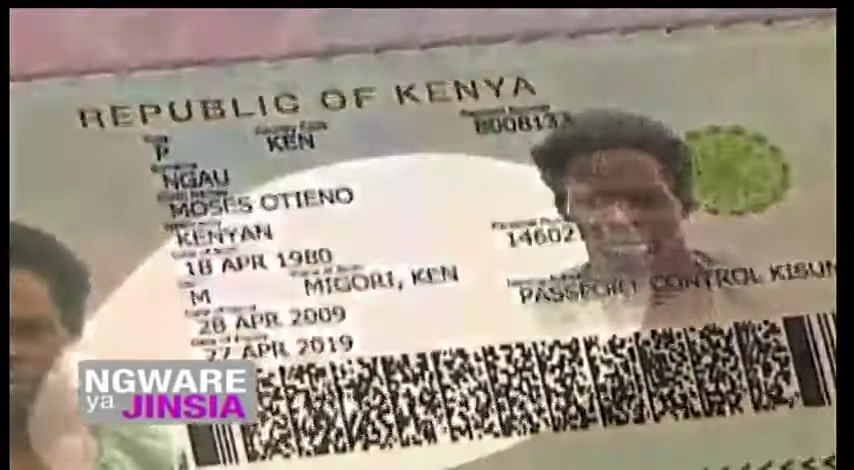 REPUBLIC OF KENYA
P KEN
NGAU
MOSES OTIENO
KENYAN
18 APR 1980
14602
M MIGORI, KEN
28 APR 2009
PASSPORT CONTROL KISUM
27 APR 2019
NGWARE
ya JINSIA